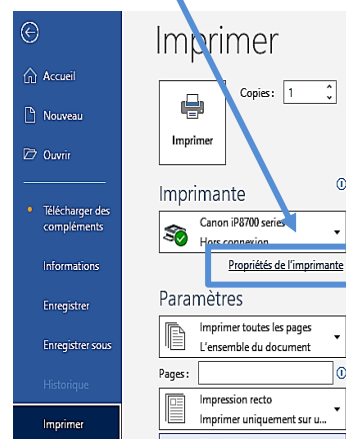 Accueil
Nouveau
Ouvrir
Télécharger des
compléments
Informations
Enregistrer
Enregistrer sous
Historique
Imprimer
Imprimer
Copies : 1
Imprimer
Imprimante
Canon iP8700 series
Hors connexion
Propriétés de l'imprimante
Paramètres
Imprimer toutes les pages
L'ensemble du document
Pages :
Impression recto
Imprimer uniquement sur u...